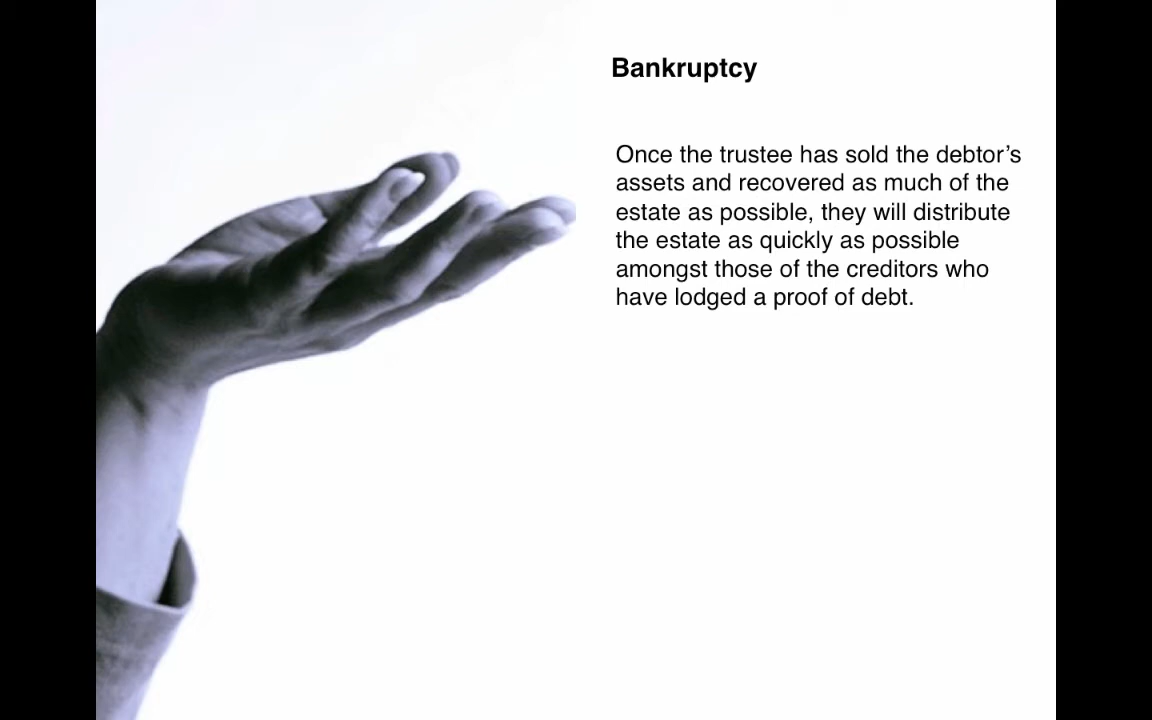 Bankruptcy
Once the trustee has sold the debtor’s
assets and recovered as much of the
estate as possible, they will distribute
the estate as quickly as possible
amongst those of the creditors who
have lodged a proof of debt.